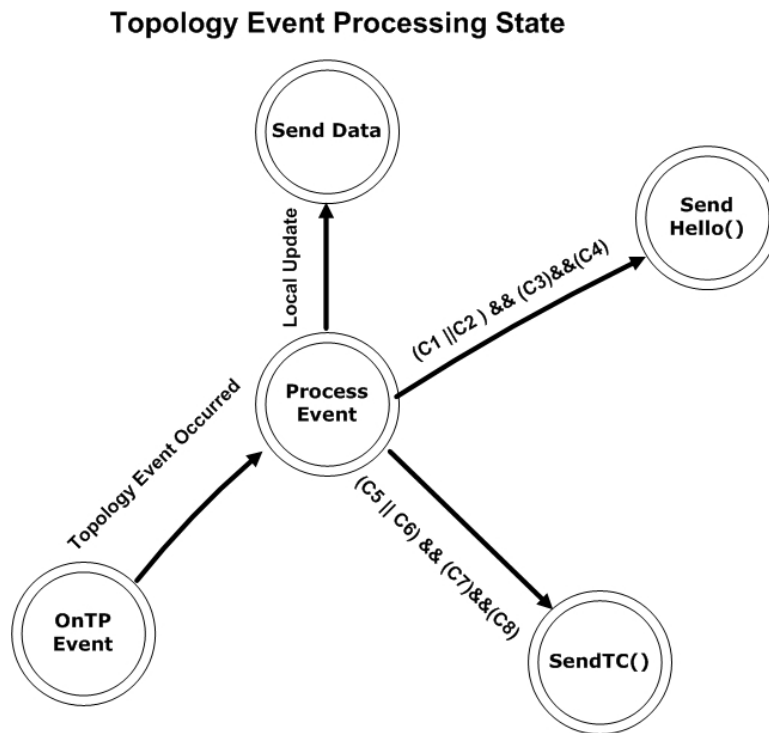 Topology Event Processing State
Send Data
Send
Hello()
Local Update
(C1 ||C2 ) && (C3)&&(C4)
Process
Event
Topology Event Occurred
(C5 || C6) && (C7)&&(C8)
OnTP
Event
SendTC()